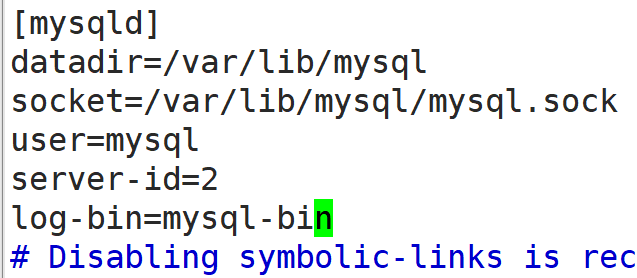 [mysqld]
datadir=/var/lib/mysql
socket=/var/lib/mysql/mysql.sock
user=mysql
server-id=2
log-bin=mysql-bin
# Disabling symbolic-links is rec